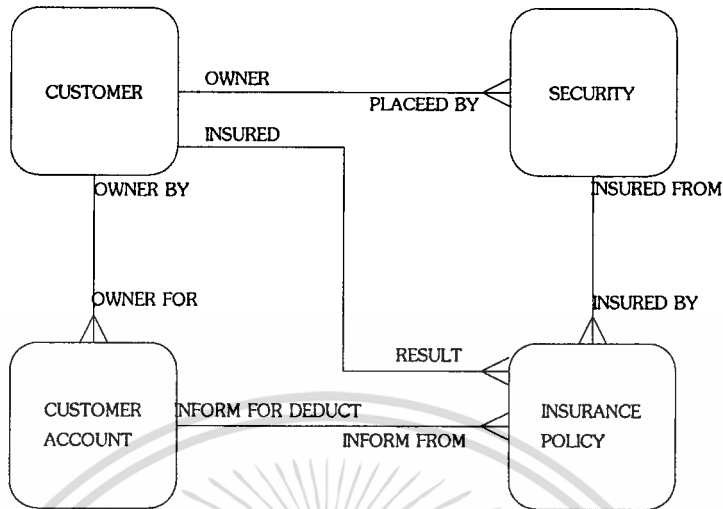 OWNER
CUSTOMER
SECURITY
PLACEED BY
INSURED
OWNER BY
INSURED FROM
OWNER FOR
INSURED BY
RESULT
CUSTOMER
ACCOUNT
INFORM FOR DEDUCT
INSURANCE
POLICY
INFORM FROM